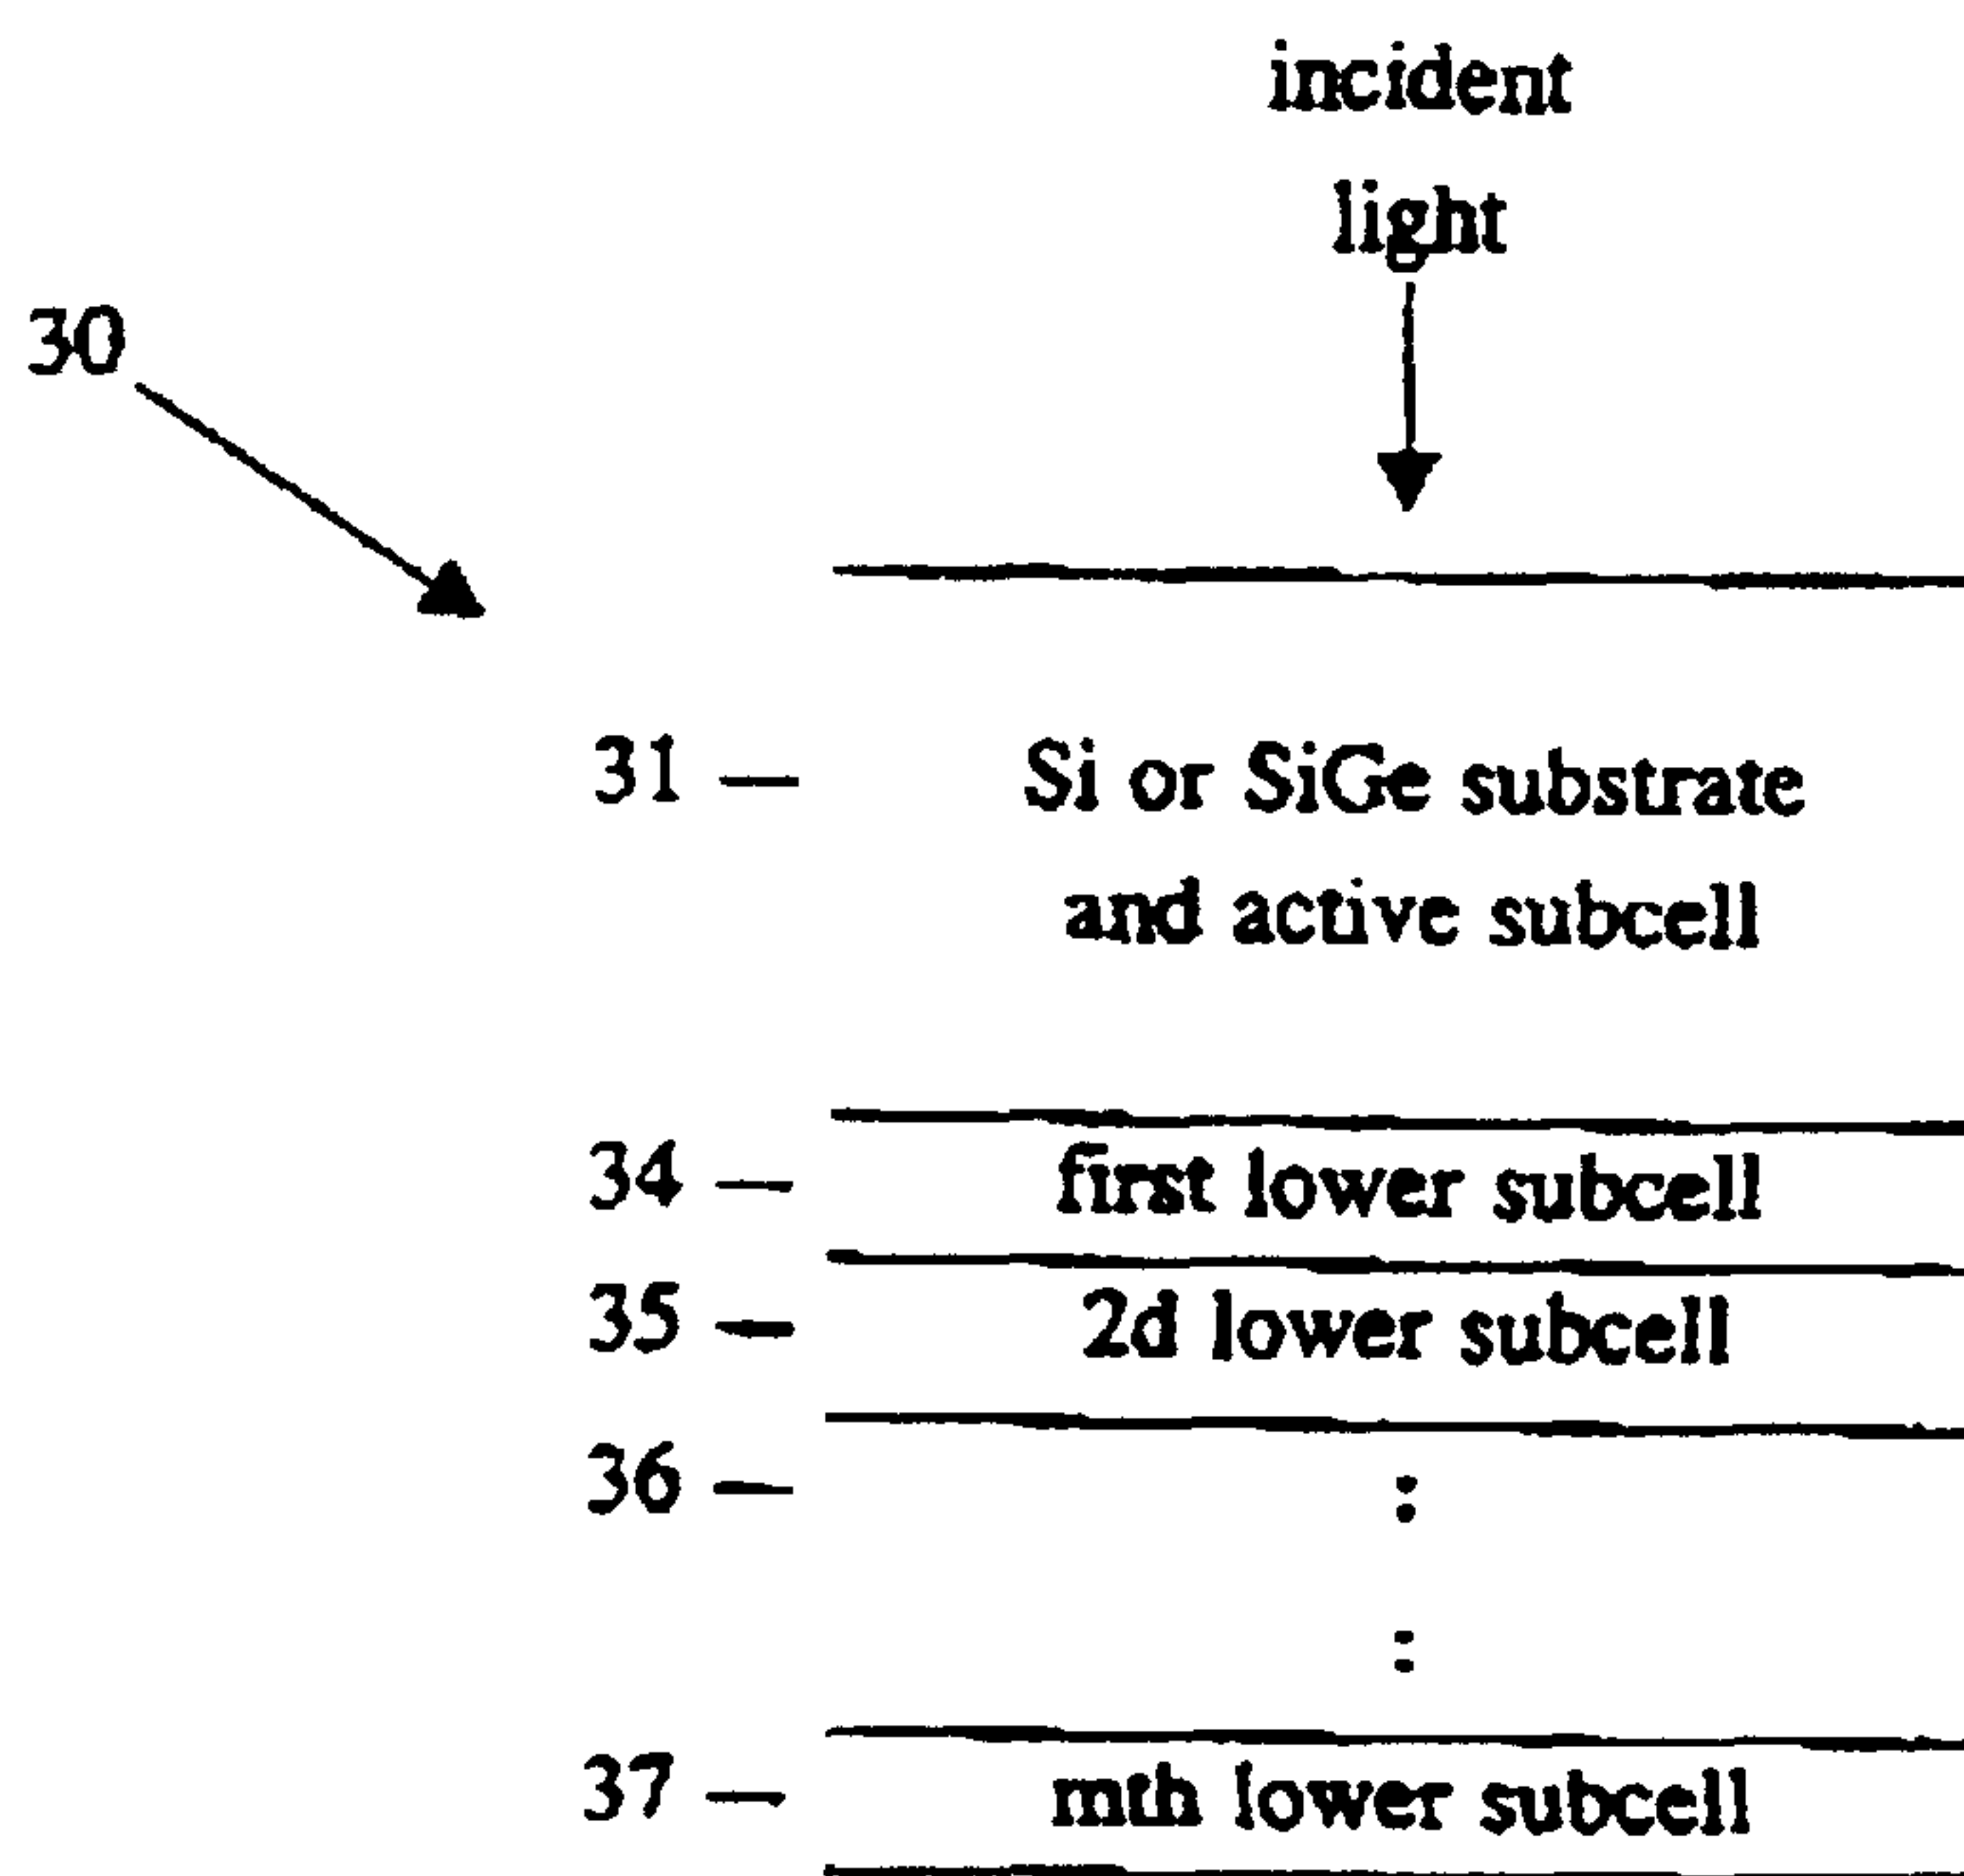 incident
light
30
31 — Si or SiGe substrate
and active subcell
34 — first lower subcell
35 — 2d lower subcell
36 — :
:
37 — mth lower subcell